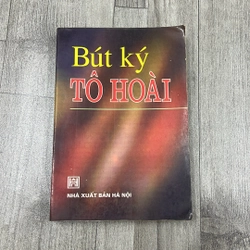 Bút ký
TÔ HOÀI
NHÀ XUẤT BẢN HÀ NỘI